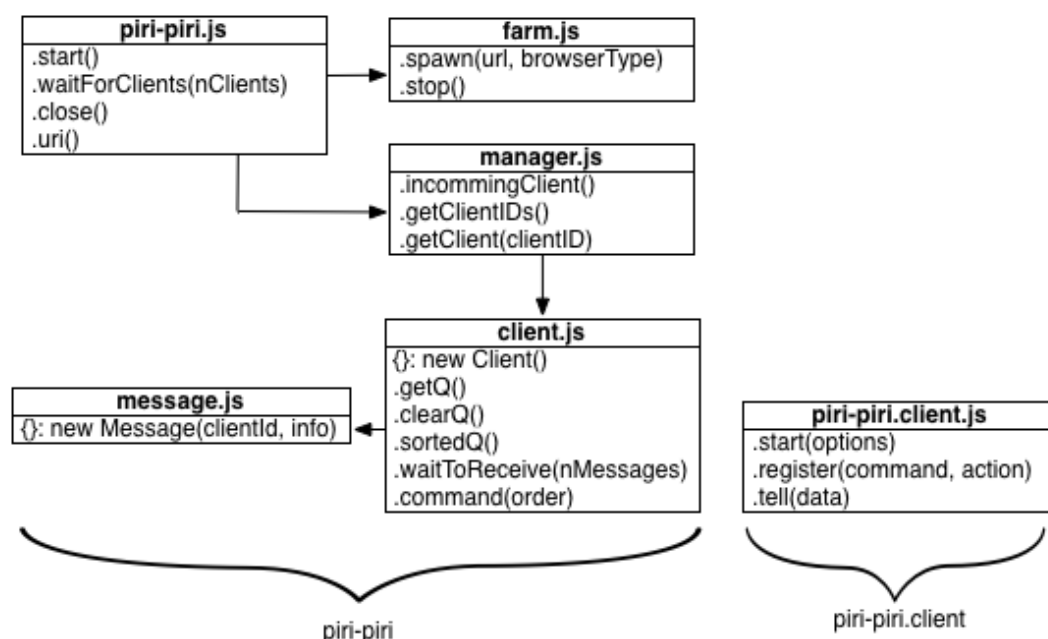 piri-piri.js
.start()
.waitForClients(nClients)
.close()
.uri()
farm.js
.spawn(url, browserType)
.stop()
manager.js
.incommingClient()
.getClientIDs()
.getClient(clientID)
client.js
{}: new Client()
.getQ()
.clearQ()
.sortedQ()
.waitToReceive(nMessages)
.command(order)
message.js
{}: new Message(clientId, info)
piri-piri.client.js
.start(options)
.register(command, action)
.tell(data)
piri-piri
piri-piri.client